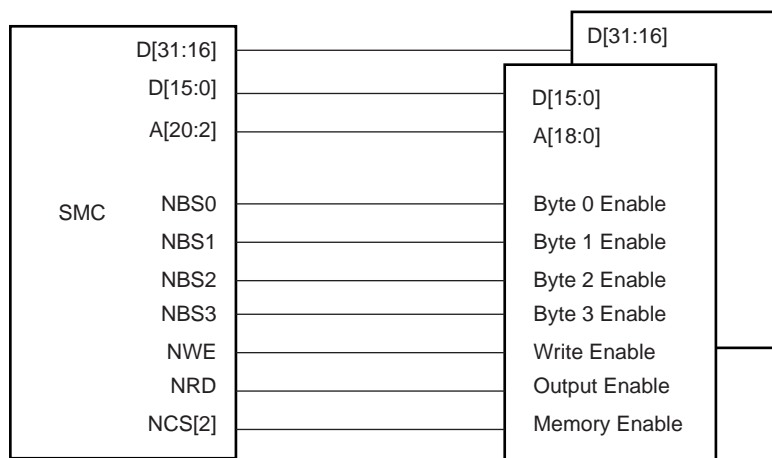 D[31:16]
D[31:16]
D[15:0]
D[15:0]
A[20:2]
A[18:0]
SMC
NBS0
Byte 0 Enable
NBS1
Byte 1 Enable
NBS2
Byte 2 Enable
NBS3
Byte 3 Enable
NWE
Write Enable
NRD
Output Enable
NCS[2]
Memory Enable